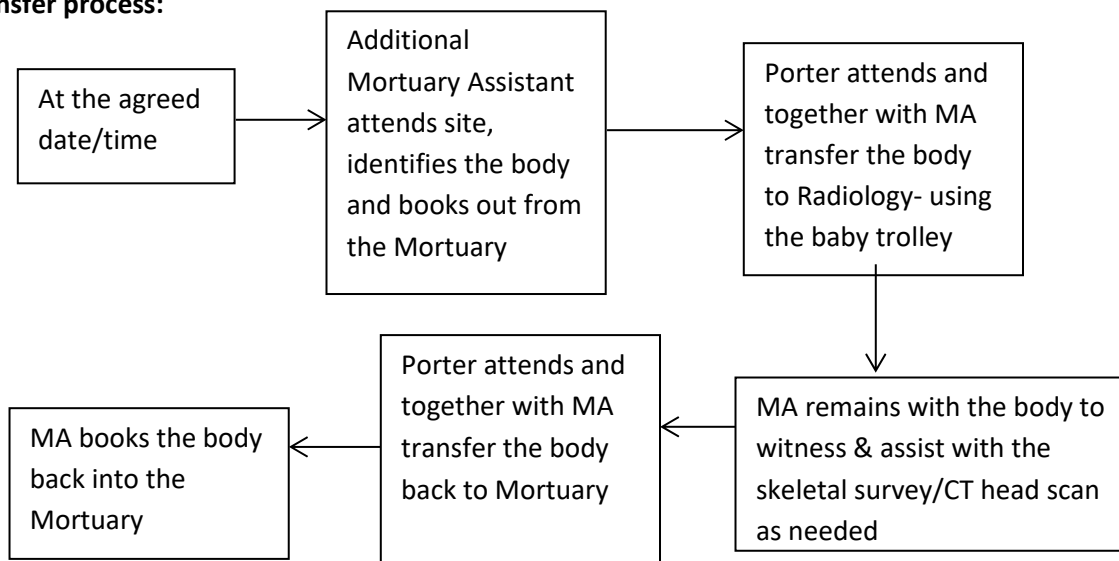 nsfer process:
At the agreed
date/time
Additional
Mortuary Assistant
attends site,
identifies the body
and books out from
the Mortuary
Porter attends and
together with MA
transfer the body
to Radiology- using
the baby trolley
MA remains with the body to
witness & assist with the
skeletal survey/CT head scan
as needed
Porter attends and
together with MA
transfer the body
back to Mortuary
MA books the body
back into the
Mortuary